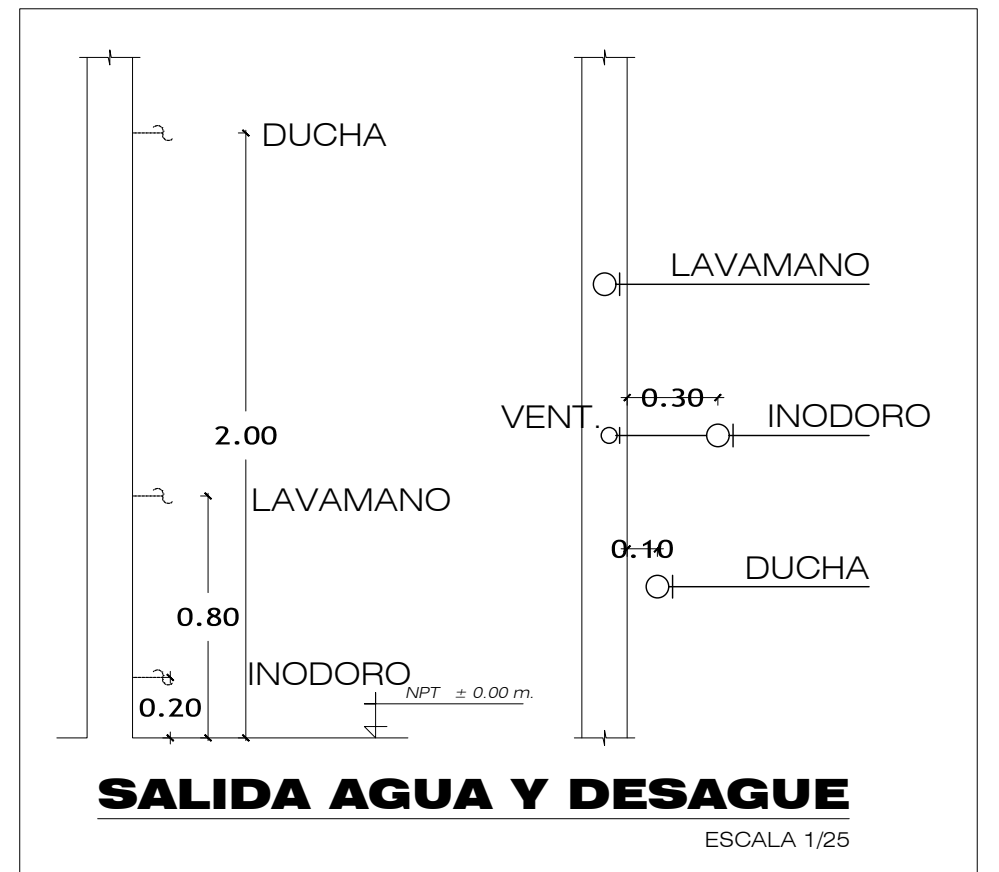 DUCHA
2.00
LAVAMANO
0.80
INODORO
NPT ± 0.00 m.
0.20
LAVAMANO
0.30
VENT.
INODORO
0.10
DUCHA
SALIDA AGUA Y DESAGUE
ESCALA 1/25